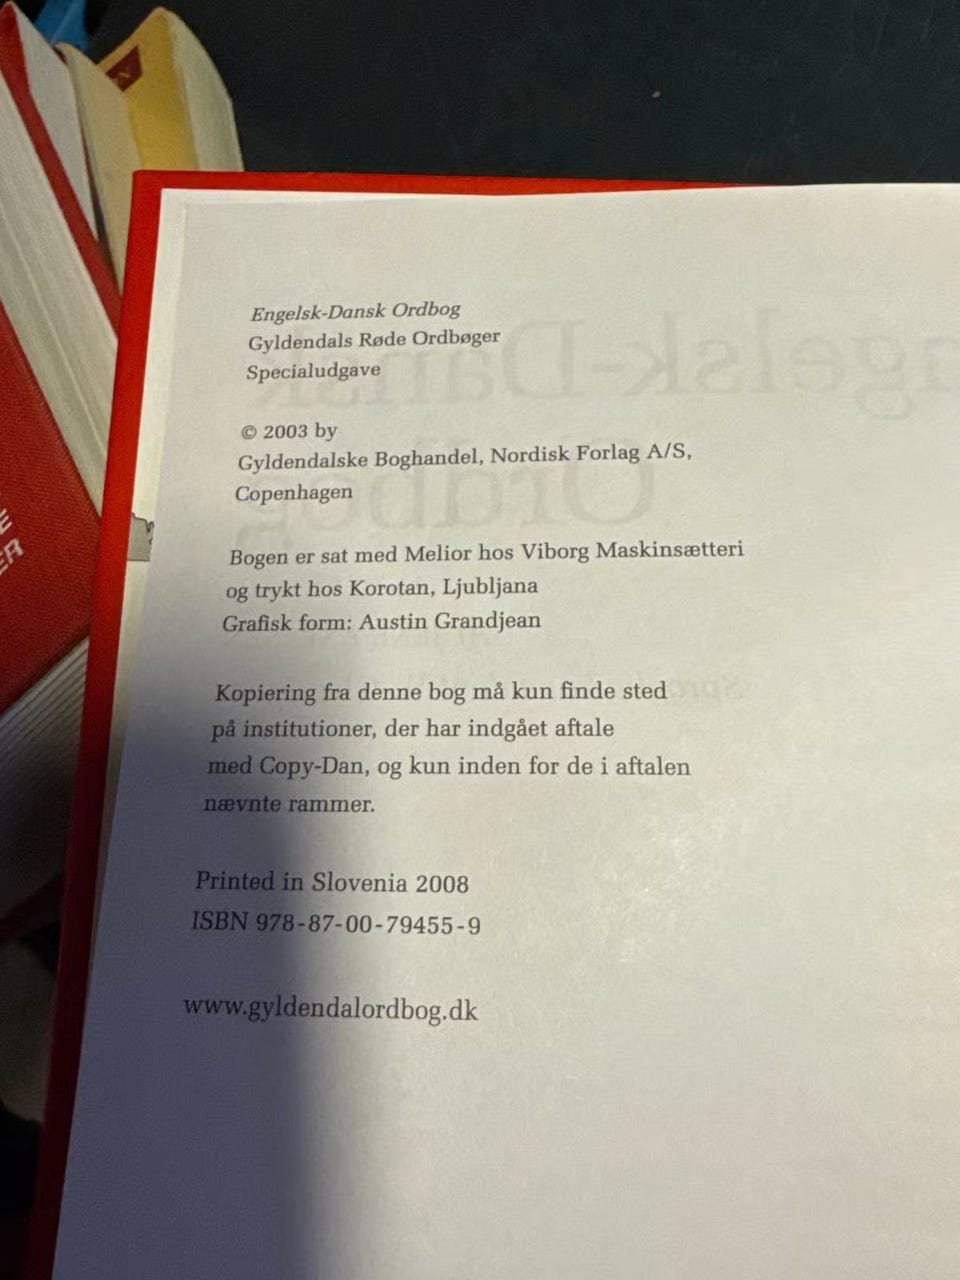 Engelsk-Dansk Ordbog
Gyldendals Røde Ordbøger
Specialudgave
© 2003 by
Gyldendalske Boghandel, Nordisk Forlag A/S,
Copenhagen
Bogen er sat med Melior hos Viborg Maskinsætteri
og trykt hos Korotan, Ljubljana
Grafisk form: Austin Grandjean
Kopiering fra denne bog må kun finde sted
på institutioner, der har indgået aftale
med Copy-Dan, og kun inden for de i aftalen
nævnte rammer.
Printed in Slovenia 2008
ISBN 978-87-00-79455-9
www.gyldendalordbog.dk